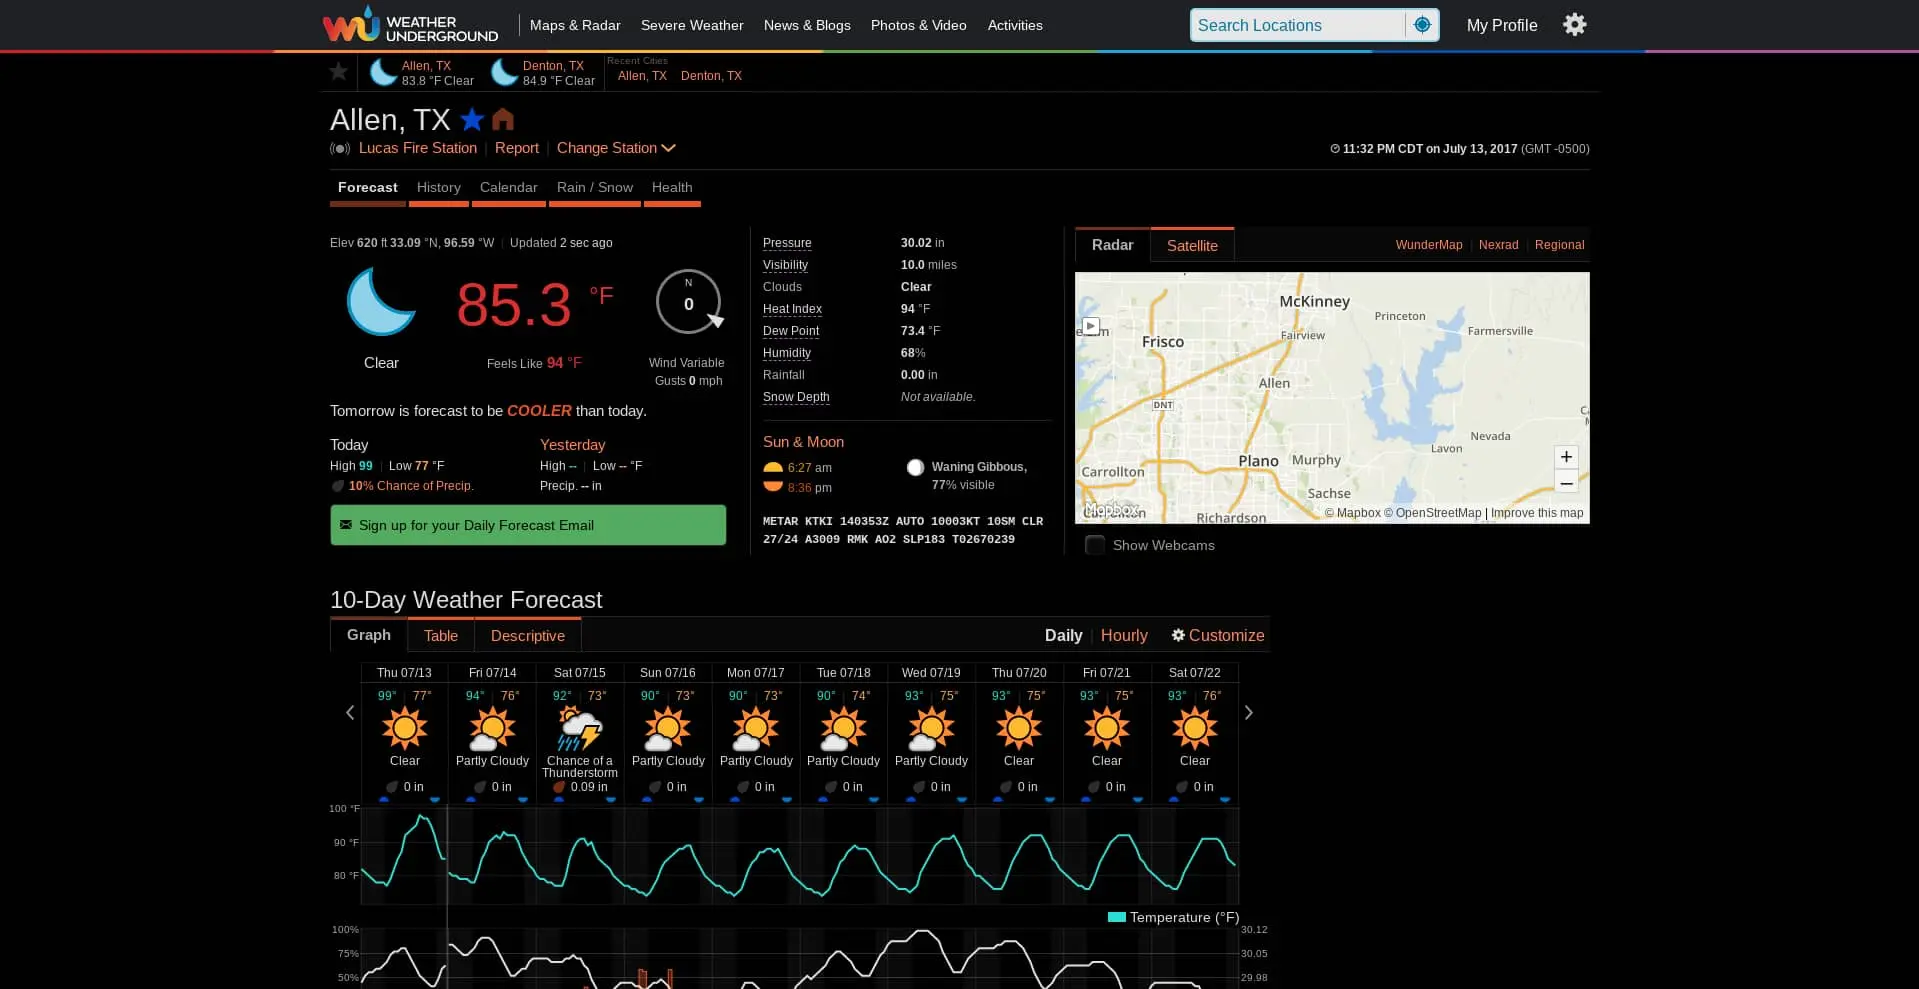 WEATHER UNDERGROUND
Maps & Radar
Severe Weather
News & Blogs
Photos & Video
Activities
Search Locations
My Profile
Allen, TX
83.8 °F Clear
Denton, TX
84.9 °F Clear
Recent Cities
Allen, TX Denton, TX
Allen, TX
Lucas Fire Station | Report | Change Station
11:32 PM CDT on July 13, 2017 (GMT -0500)
Forecast History Calendar Rain / Snow Health
Elev 620 ft 33.09 °N, 96.59 °W | Updated 2 sec ago
85.3 °F
N
0
Clear
Feels Like 94 °F
Wind Variable
Gusts 0 mph
Tomorrow is forecast to be COOLER than today.
Today
High 99 | Low 77 °F
10% Chance of Precip.
Yesterday
High -- | Low -- °F
Precip. -- in
Sign up for your Daily Forecast Email
Pressure 30.02 in
Visibility 10.0 miles
Clouds Clear
Heat Index 94 °F
Dew Point 73.4 °F
Humidity 68%
Rainfall 0.00 in
Snow Depth Not available.
Sun & Moon
6:27 am
8:36 pm
Waning Gibbous,
77% visible
METAR KTKI 140353Z AUTO 10003KT 10SM CLR
27/24 A3009 RMK AO2 SLP183 T02670239
Radar Satellite
WunderMap | Nexrad | Regional
McKinney
Princeton
Farmersville
Fairview
Frisco
Allen
DNT
Nevada
Lavon
Plano
Murphy
Carrollton
Sachse
Mapbox
Richardson
+
−
© Mapbox © OpenStreetMap | Improve this map
Show Webcams
10-Day Weather Forecast
Graph Table Descriptive
Daily | Hourly
Customize
Thu 07/13 Fri 07/14 Sat 07/15 Sun 07/16 Mon 07/17 Tue 07/18 Wed 07/19 Thu 07/20 Fri 07/21 Sat 07/22
99° | 77° 94° | 76° 92° | 73° 90° | 73° 90° | 73° 90° | 74° 93° | 75° 93° | 75° 93° | 75° 93° | 76°
Clear Partly Cloudy Chance of a Thunderstorm Partly Cloudy Partly Cloudy Partly Cloudy Partly Cloudy Clear Clear Clear
0 in 0 in 0.09 in 0 in 0 in 0 in 0 in 0 in 0 in 0 in
100 °F
90 °F
80 °F
Temperature (°F)
100% 30.12
75% 30.05
50% 29.98